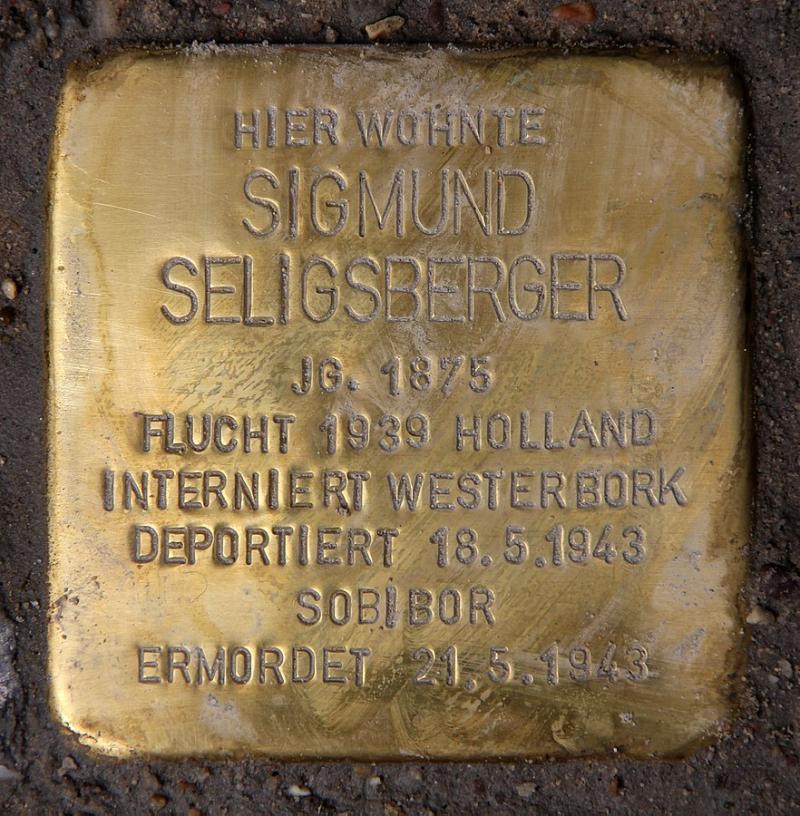 HIER WOHNTE
SIGMUND
SELIGSBERGER
JG. 1875
FLUCHT 1939 HOLLAND
INTERNIERT WESTERBORK
DEPORTIERT 18.5.1943
SOBIBOR
ERMORDET 21.5.1943